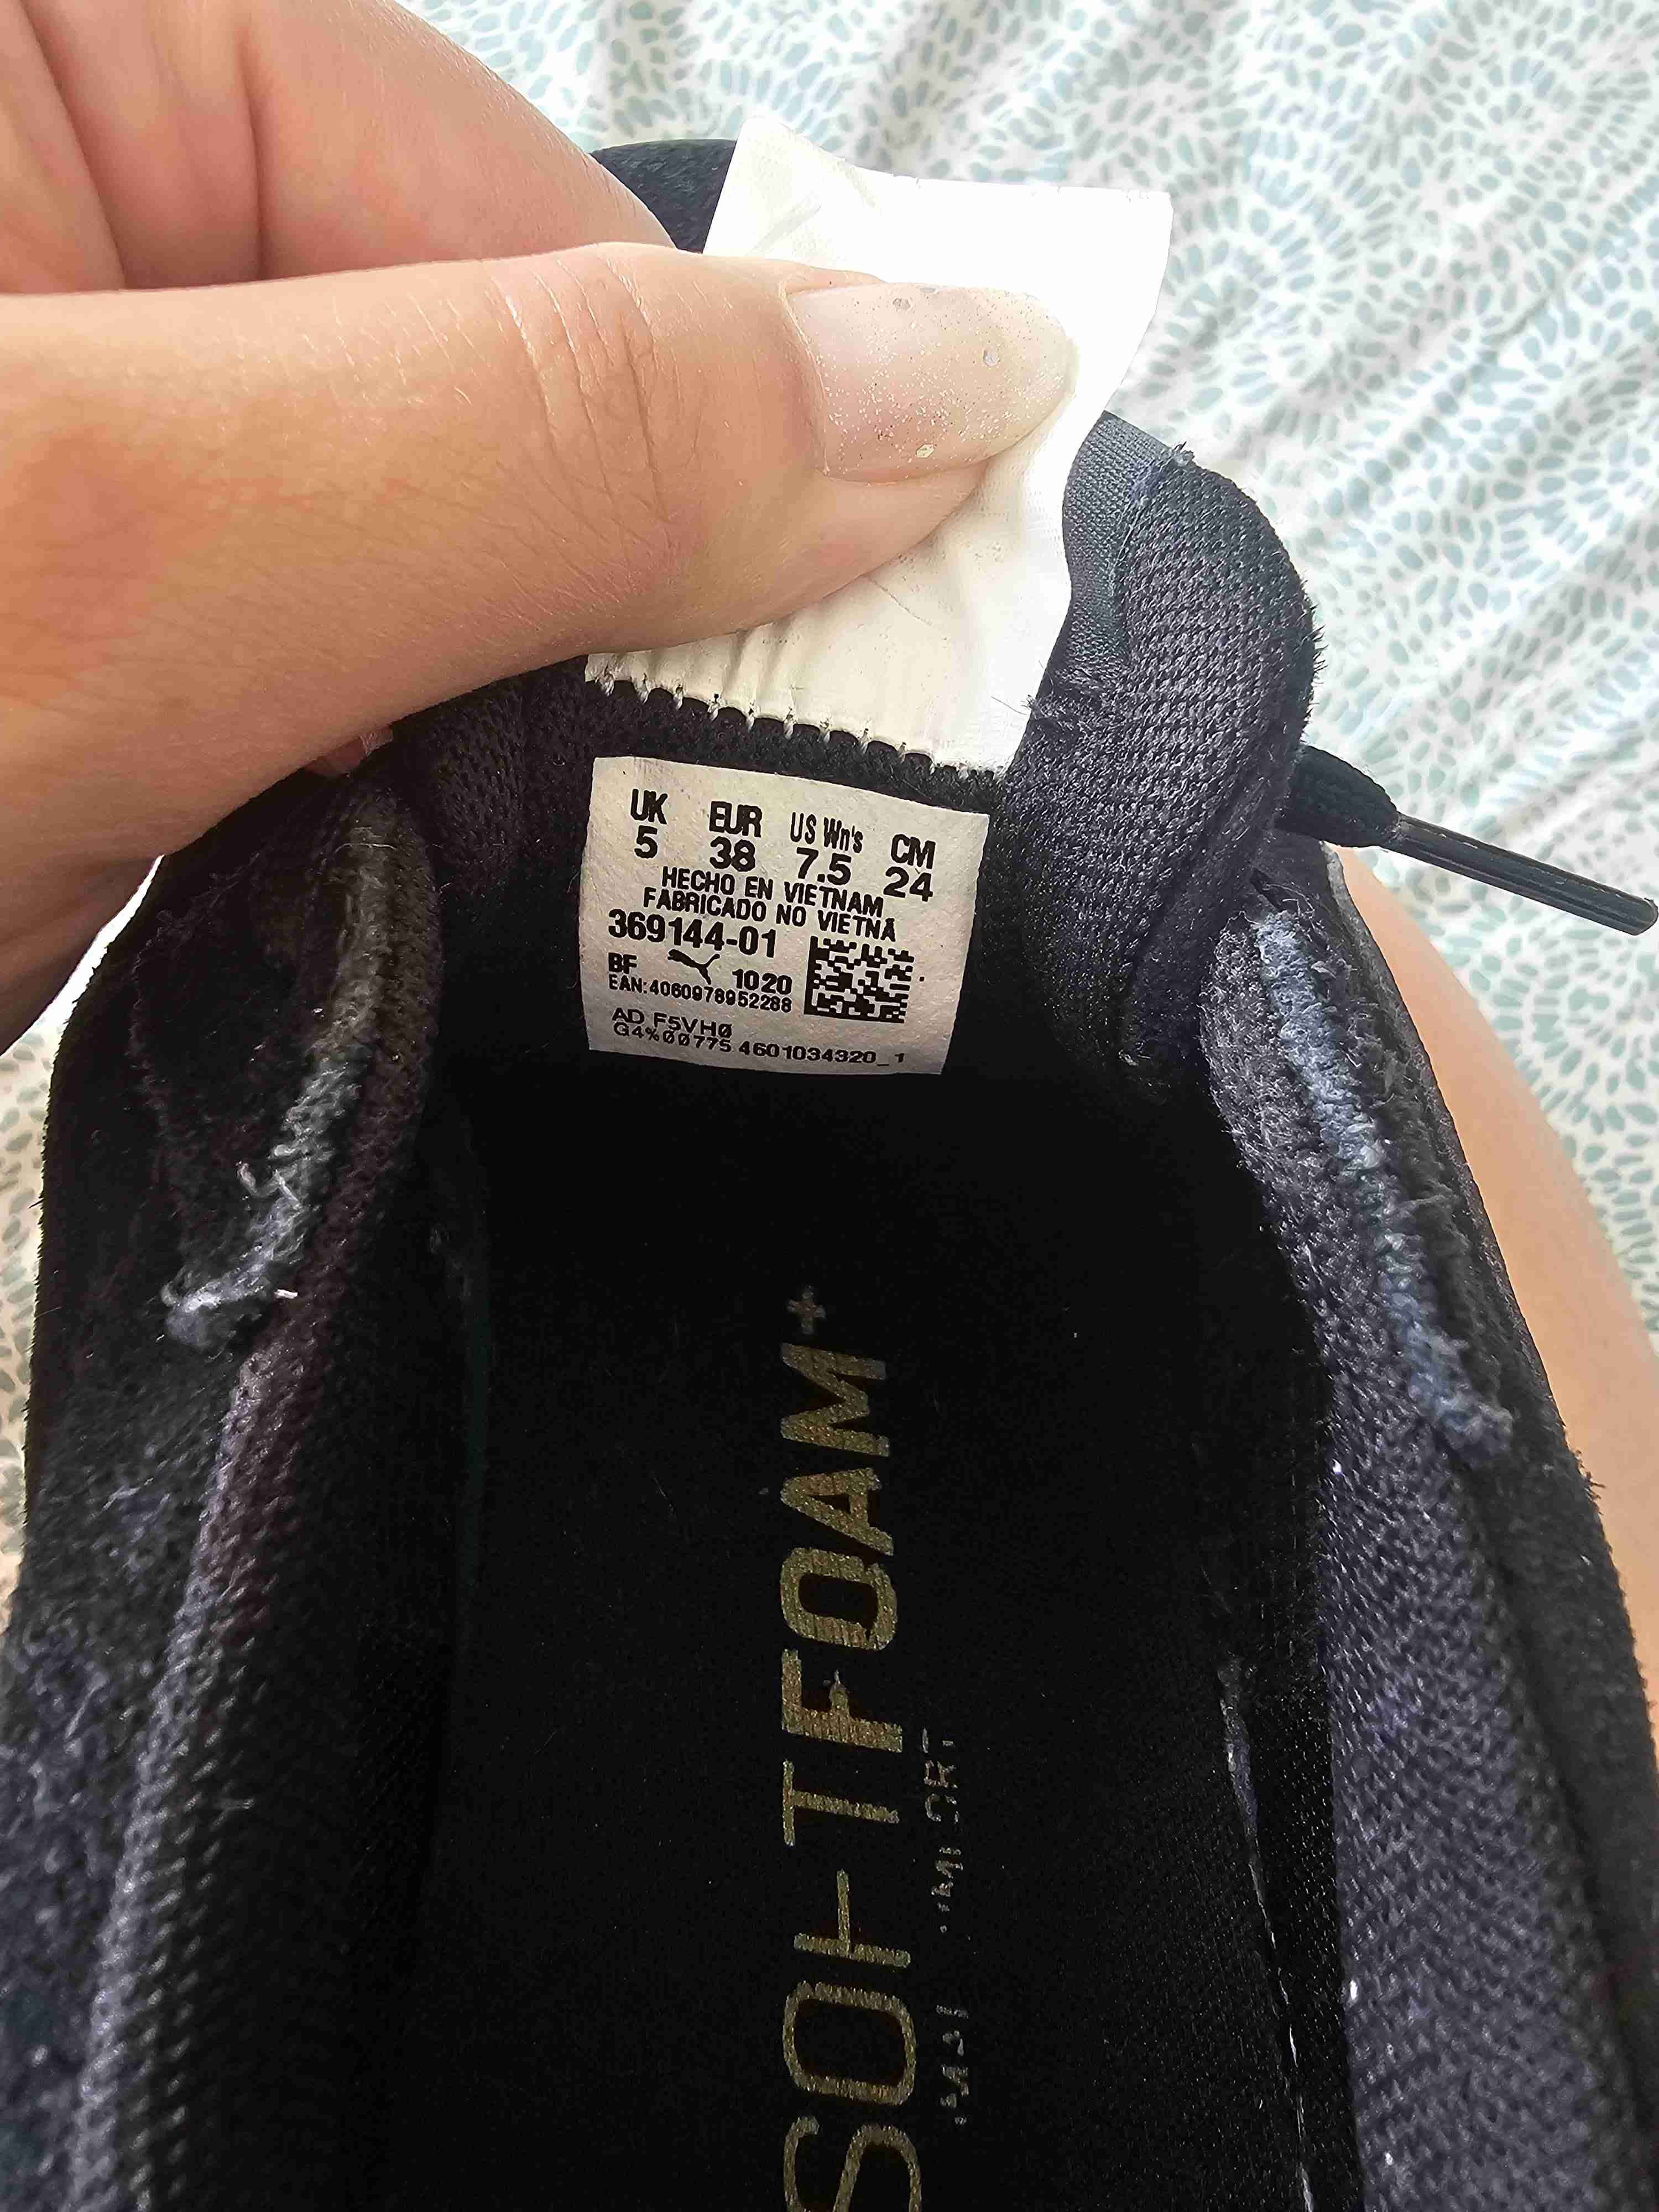 UK EUR US Wn's CM
5 38 7.5 24
HECHO EN VIETNAM
FABRICADO NO VIETNÃ
369144-01
BF 1020
EAN:4060978952288
AD F5VHØ
G4%00775 4601034320_1
SOFTFOAM+